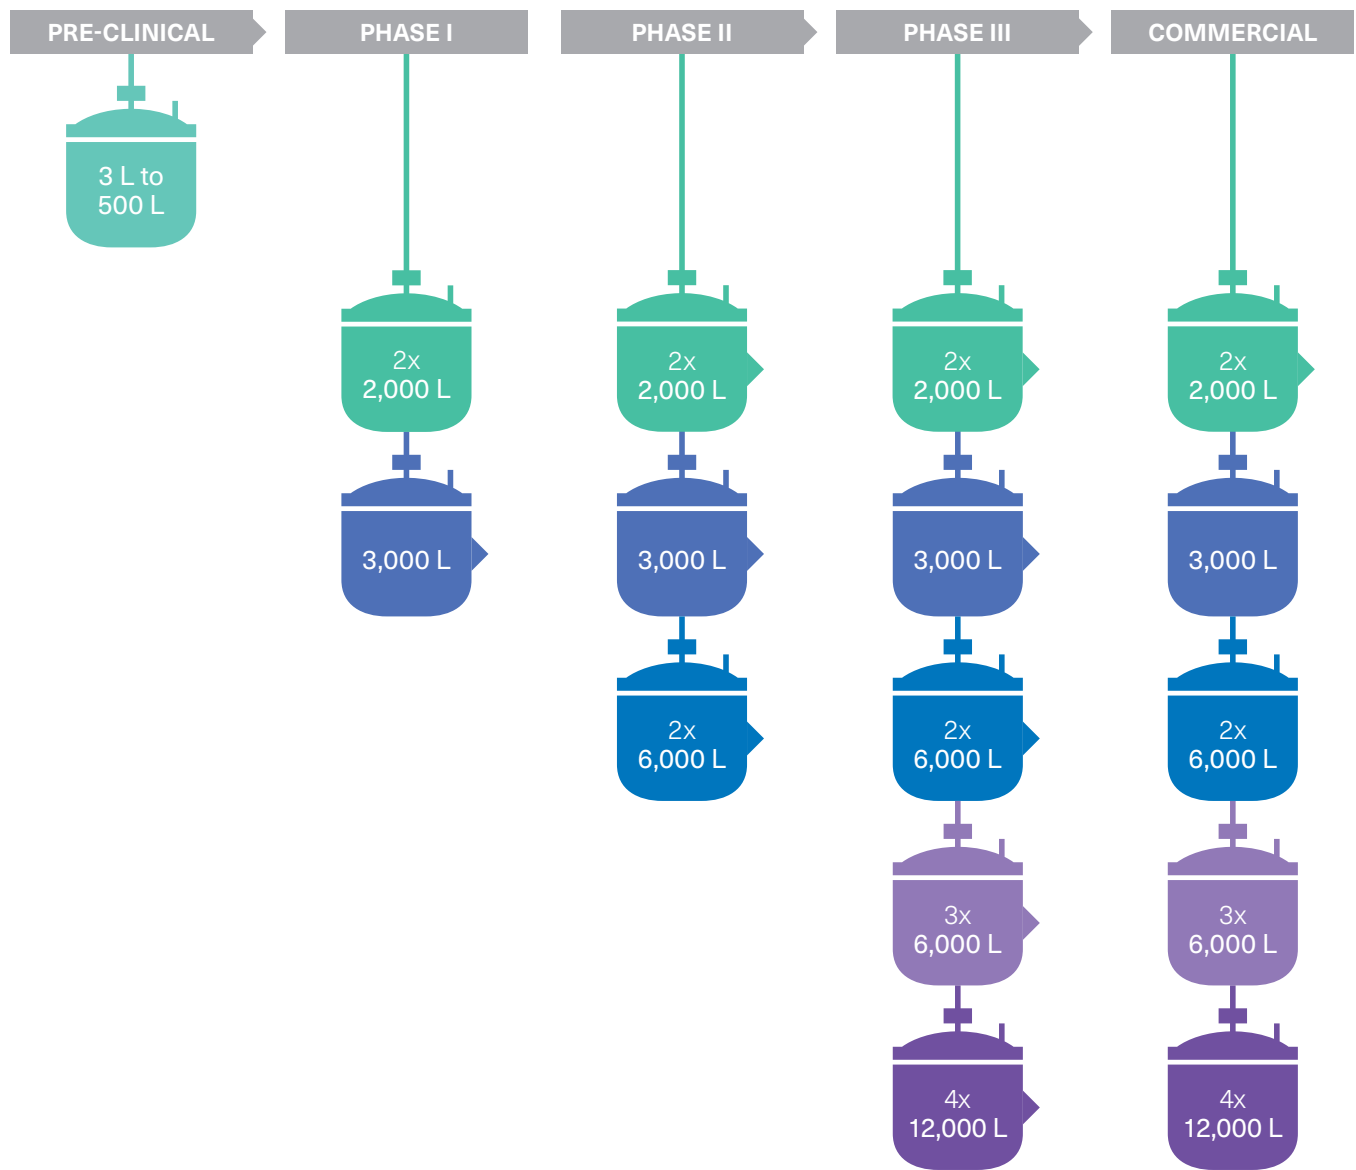 PRE-CLINICAL
PHASE I
PHASE II
PHASE III
COMMERCIAL
3 L to
500 L
2x
2,000 L
2x
2,000 L
2x
2,000 L
2x
2,000 L
3,000 L
3,000 L
3,000 L
3,000 L
2x
6,000 L
2x
6,000 L
2x
6,000 L
3x
6,000 L
3x
6,000 L
4x
12,000 L
4x
12,000 L